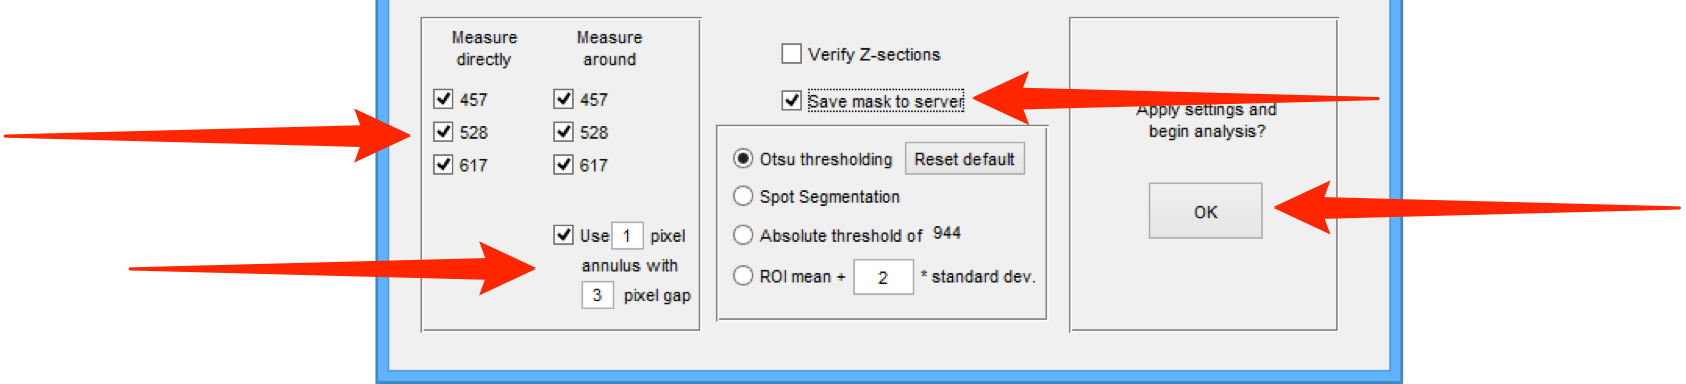 Measure
directly
Measure
around
457
457
528
528
617
617
Use 1 pixel
annulus with
3 pixel gap
Verify Z-sections
Save mask to server
Otsu thresholding Reset default
Spot Segmentation
Absolute threshold of 944
ROI mean + 2 * standard dev.
Apply settings and
begin analysis?
OK